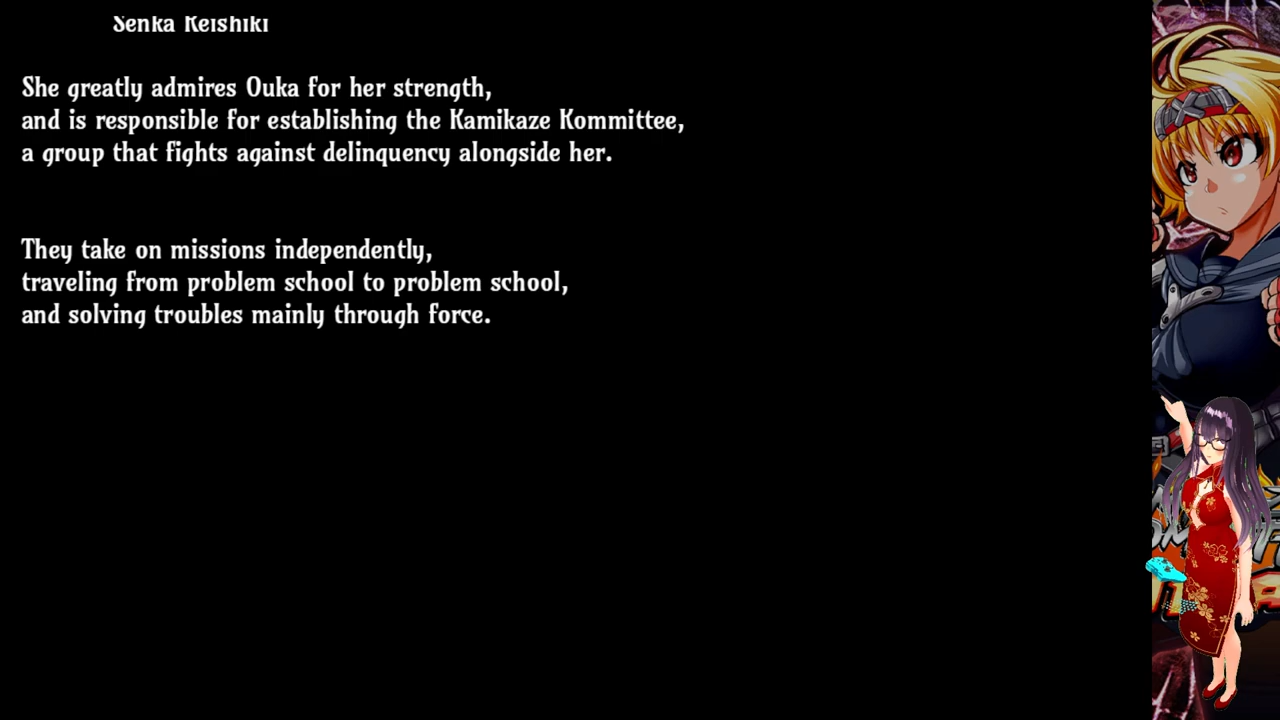 Senka Keishiki
She greatly admires Ouka for her strength,
and is responsible for establishing the Kamikaze Kommittee,
a group that fights against delinquency alongside her.
They take on missions independently,
traveling from problem school to problem school,
and solving troubles mainly through force.